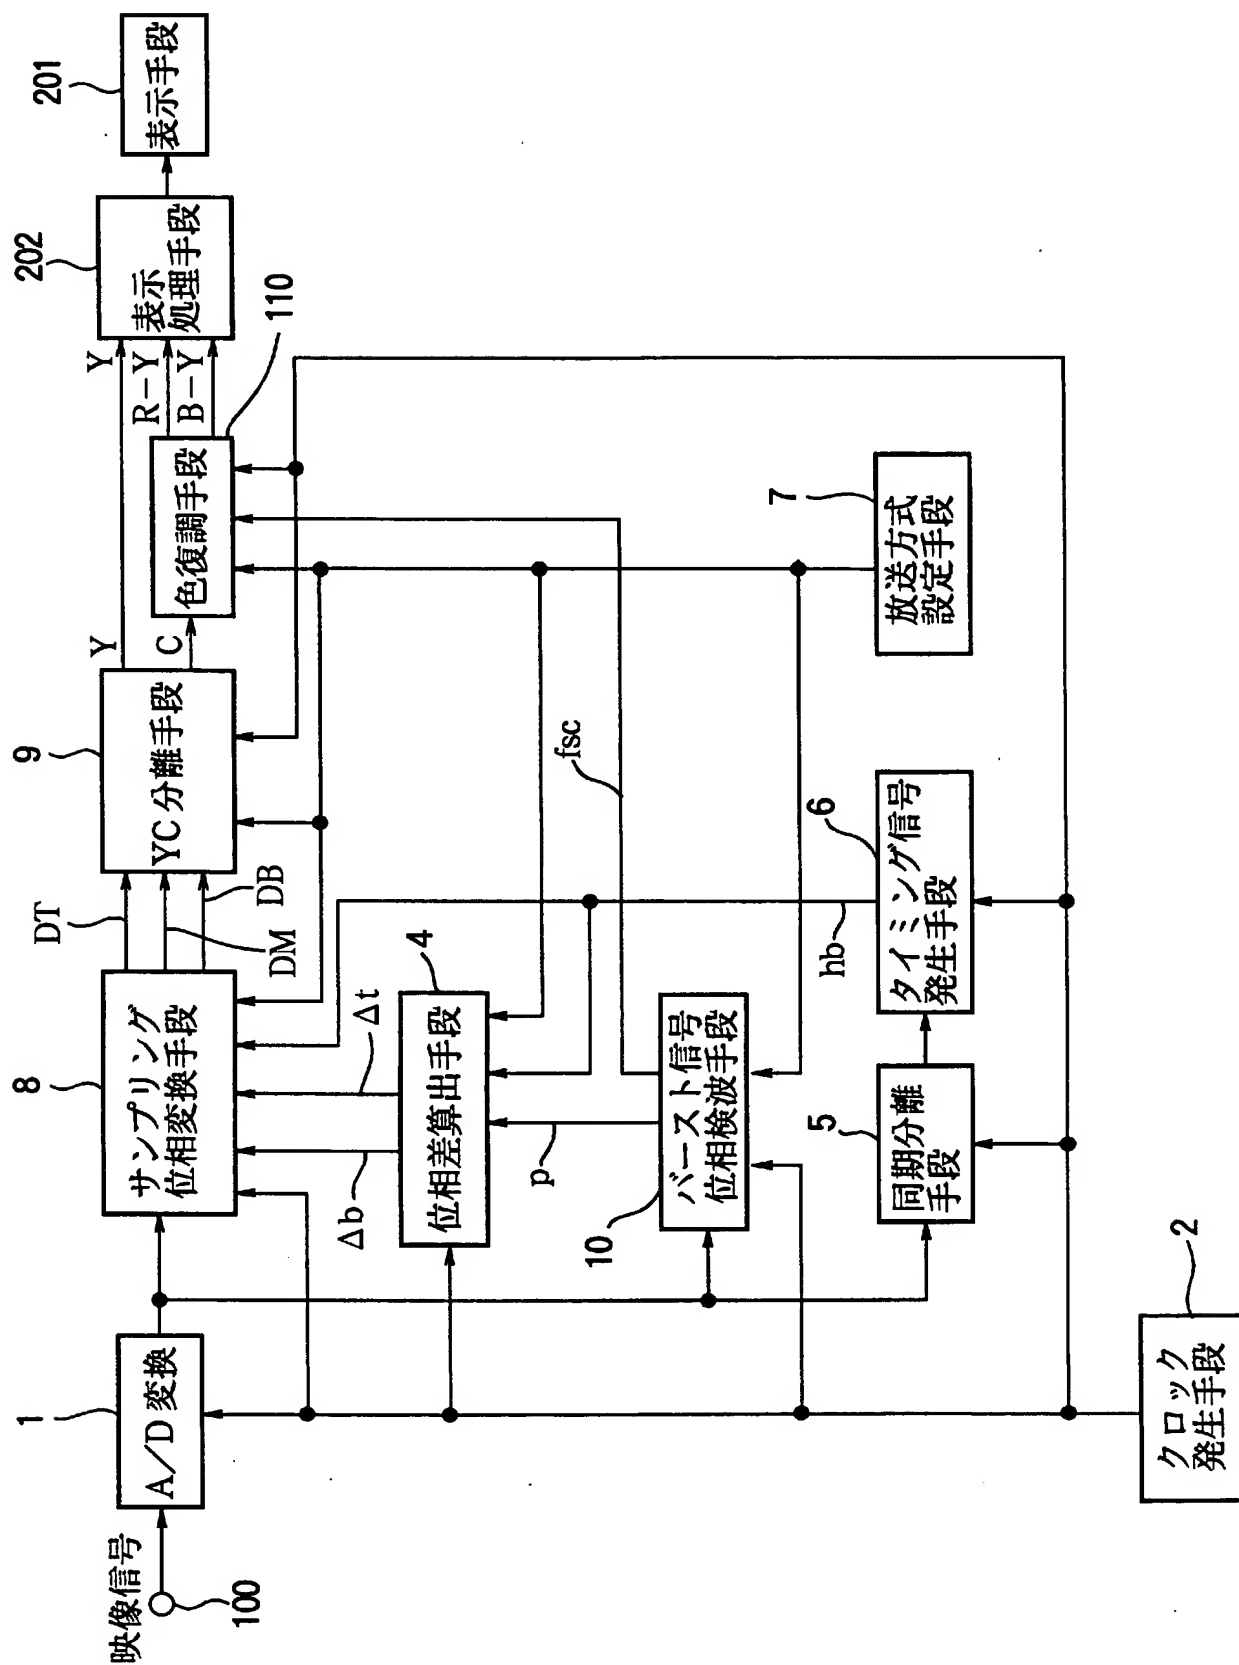 映像信号
100
1
A/D変換
8
サンプリング
位相変換手段
DT
DM
DB
9
YC分離手段
Y
C
色復調手段
110
Y
R-Y
B-Y
202
表示
処理手段
201
表示手段
Δb
Δt
4
位相差算出手段
p
fsc
10
バースト信号
位相検波手段
5
同期分離
手段
hb
6
タイミング信号
発生手段
7
放送方式
設定手段
2
クロック
発生手段